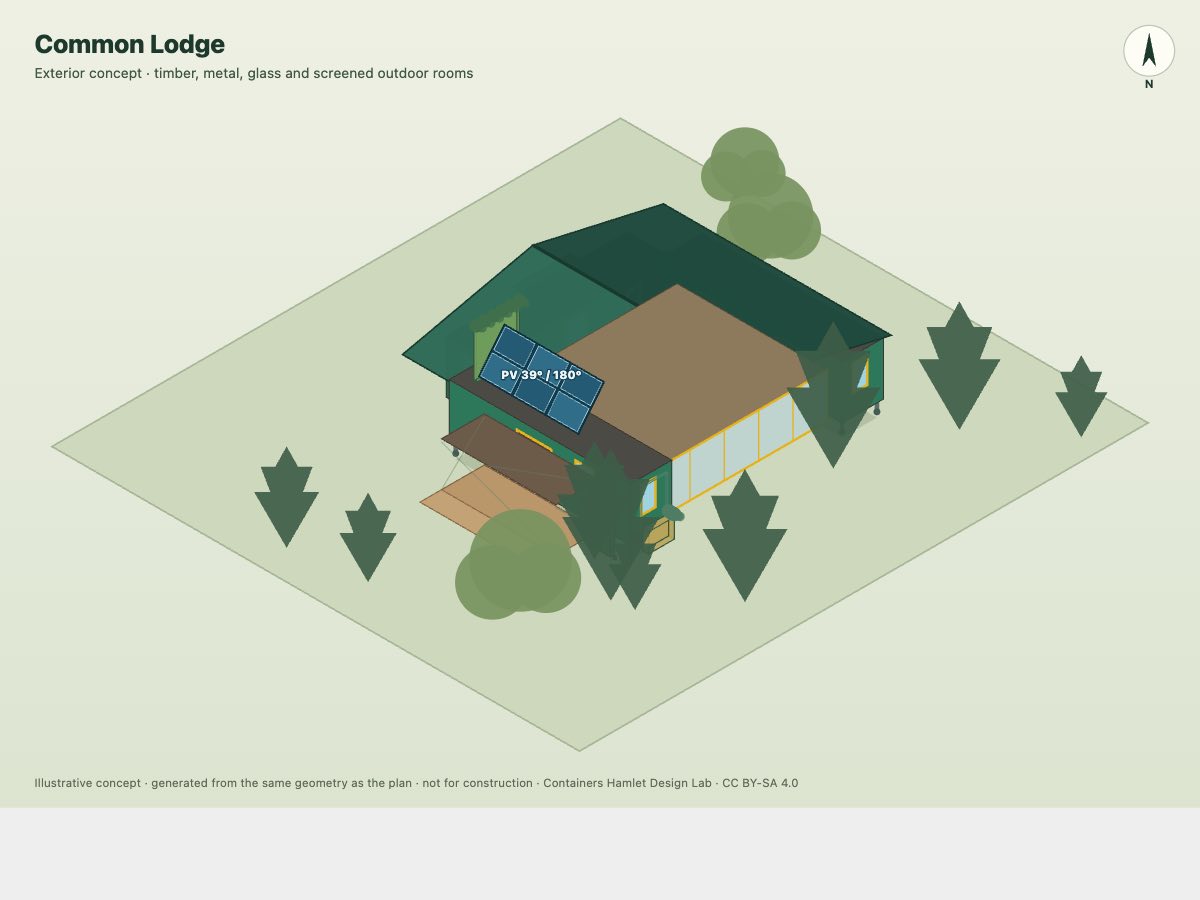 Common Lodge
Exterior concept · timber, metal, glass and screened outdoor rooms
N
PV 39° / 180°
Illustrative concept · generated from the same geometry as the plan · not for construction · Containers Hamlet Design Lab · CC BY-SA 4.0